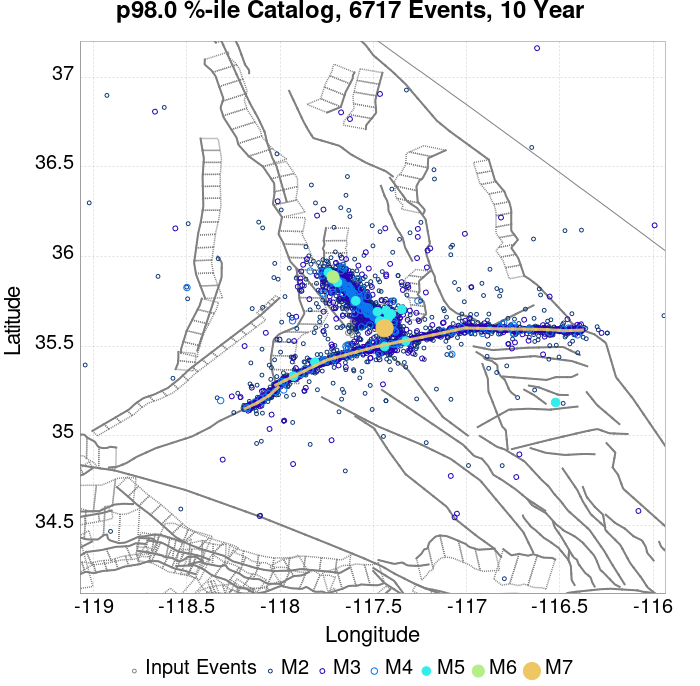 p98.0 %-ile Catalog, 6717 Events, 10 Year
37
36.5
36
35.5
35
34.5
Latitude
-119 -118.5 -118 -117.5 -117 -116.5 -116
Longitude
Input Events M2 M3 M4 M5 M6 M7